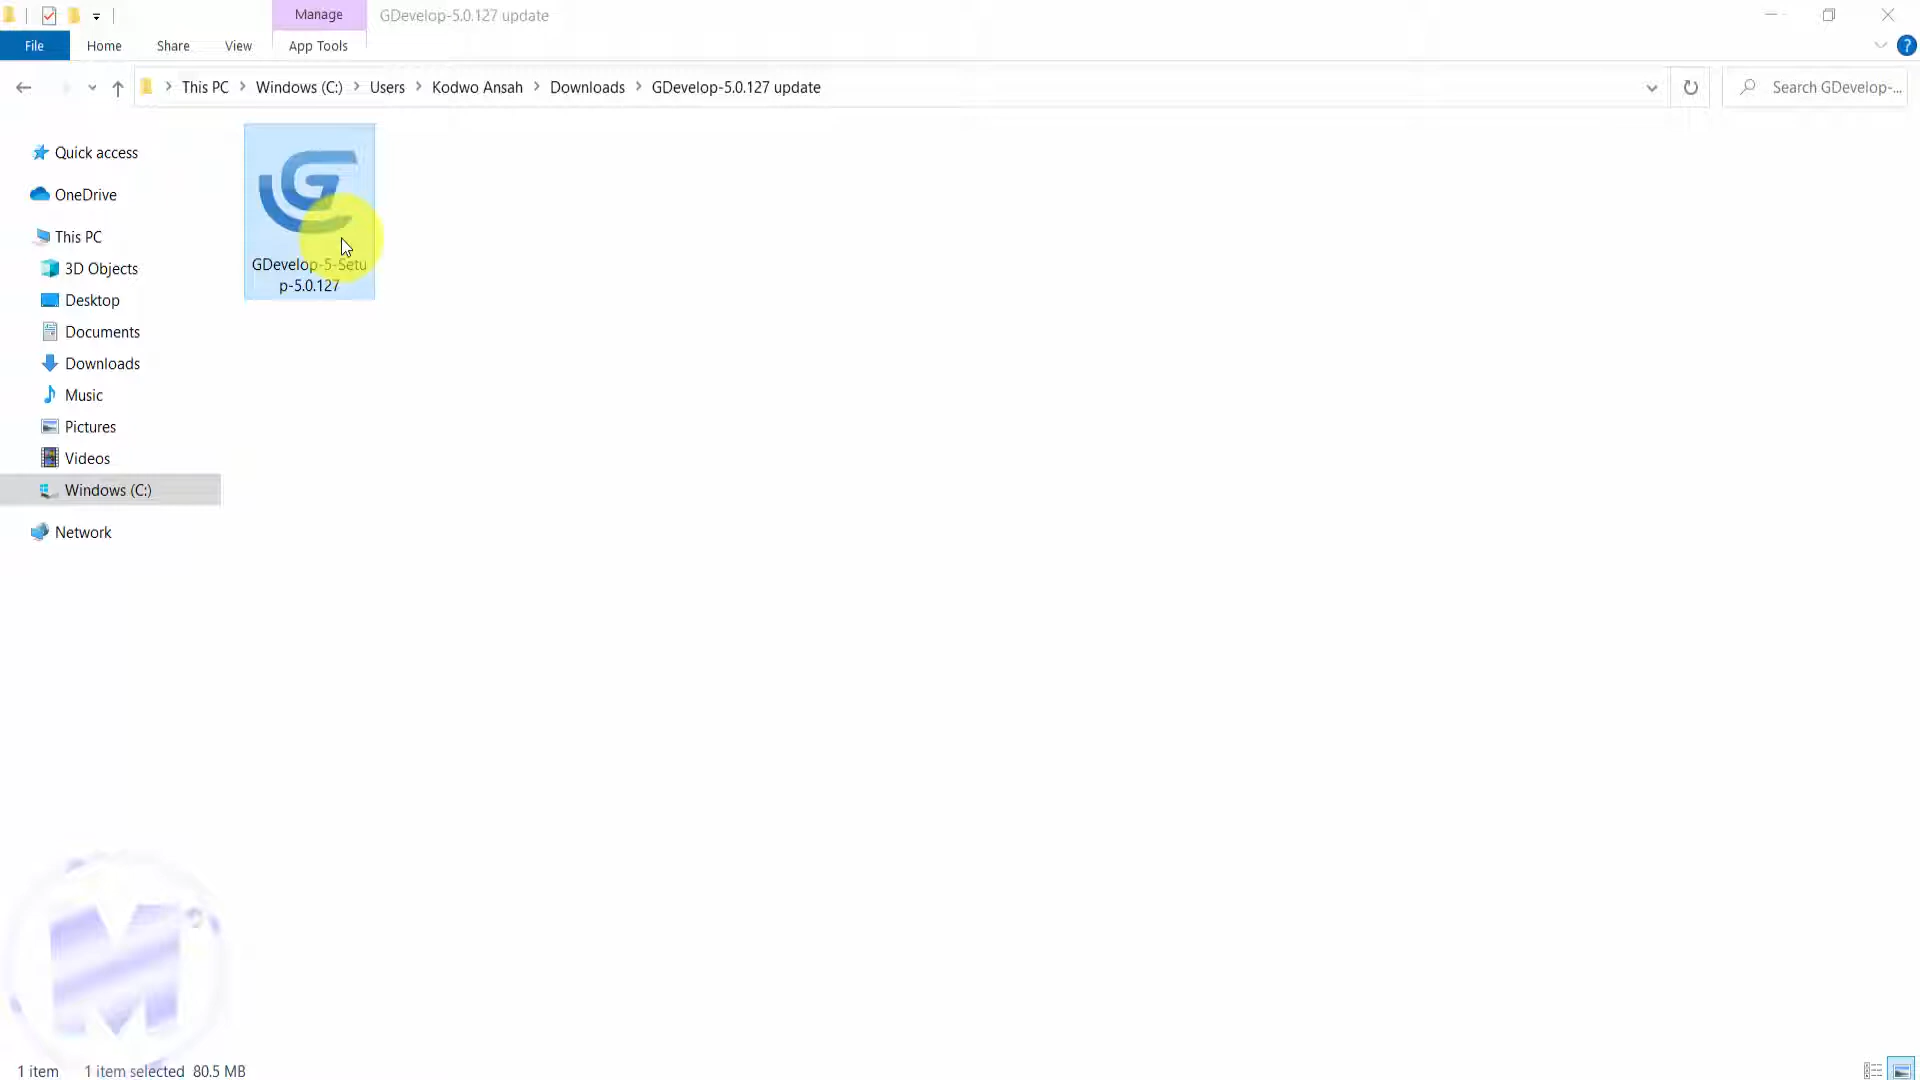 Manage
GDevelop-5.0.127 update
File
Home
Share
View
App Tools
?
This PC
Windows (C:)
Users
Kodwo Ansah
Downloads
GDevelop-5.0.127 update
Search GDevelop-...
Quick access
OneDrive
This PC
3D Objects
Desktop
Documents
Downloads
Music
Pictures
Videos
Windows (C:)
Network
GDevelop-5-Setu
p-5.0.127
M
1 item
1 item selected 80.5 MB